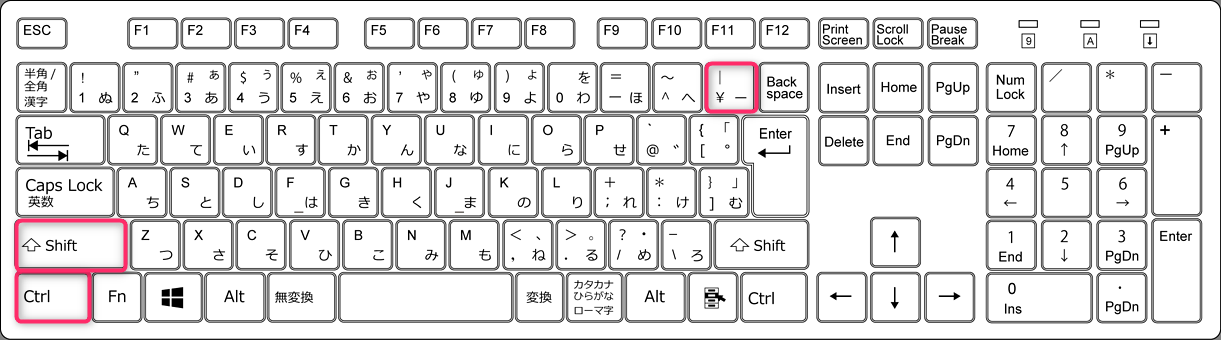 ESC F1 F2 F3 F4 F5 F6 F7 F8 F9 F10 F11 F12 Print Screen Scroll Lock Pause Break 9 A ⬇
半角/全角 漢字 ! 1 ぬ " 2 ふ # ぁ 3 あ $ ぅ 4 う % ぇ 5 え & ぉ 6 お ' ゃ 7 や ( ゅ 8 ゆ ) ょ 9 よ を 0 わ = ー ほ ～ ^ へ | ¥ ー Back space Insert Home PgUp Num Lock ／ * ー
Tab Q た W て E い R す T か Y ん U な I に O ら P せ ` @ ゛ { 「 [ ゜ Enter Delete End PgDn 7 Home 8 ↑ 9 PgUp +
Caps Lock 英数 A ち S と D し F _は G き H く J _ま K の L り + ; れ * : け } 」 ] む 4 ← 5 6 →
⇧ Shift Z つ X さ C そ V ひ B こ N み M も < 、 , ね > 。 . る ? ・ / め _ \ ろ ⇧ Shift ↑ 1 End 2 ↓ 3 PgDn Enter
Ctrl Fn Alt 無変換 変換 カタカナ ひらがな ローマ字 Alt Ctrl ← ↓ → 0 Ins . PgDn